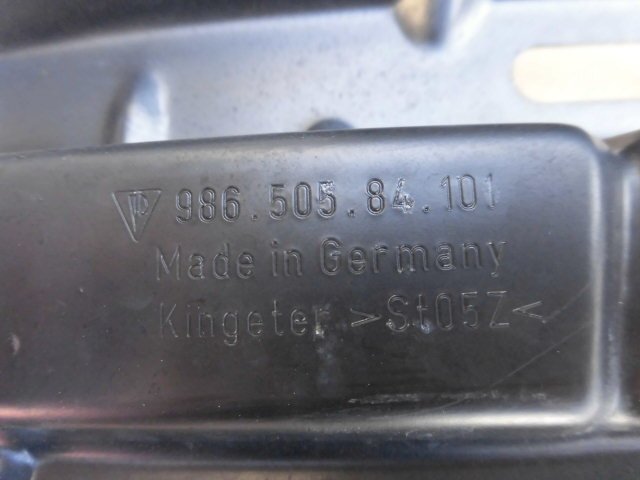 986.505.84.101
Made in Germany
Kingeter >St05Z<